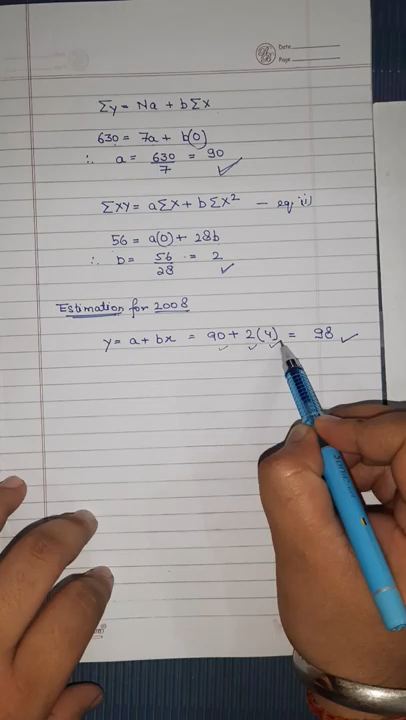 Date
Page
Σy = Na + bΣX
630 = 7a + b(0)
∴ a = 630/7 = 90 ✓
ΣXY = aΣX + bΣX² — eqⁿ(ii)
56 = a(0) + 28b
∴ b = 56/28 = 2 ✓
Estimation for 2008
y = a + bx = 90 + 2(4) = 98 ✓